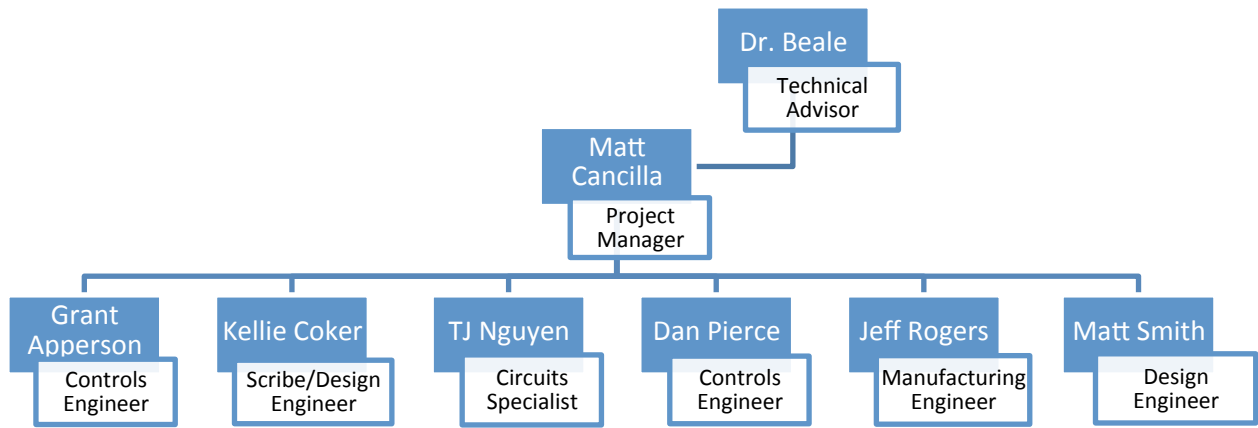 Dr. Beale
Technical
Advisor
Matt
Cancilla
Project
Manager
Grant
Apperson
Controls
Engineer
Kellie Coker
Scribe/Design
Engineer
TJ Nguyen
Circuits
Specialist
Dan Pierce
Controls
Engineer
Jeff Rogers
Manufacturing
Engineer
Matt Smith
Design
Engineer